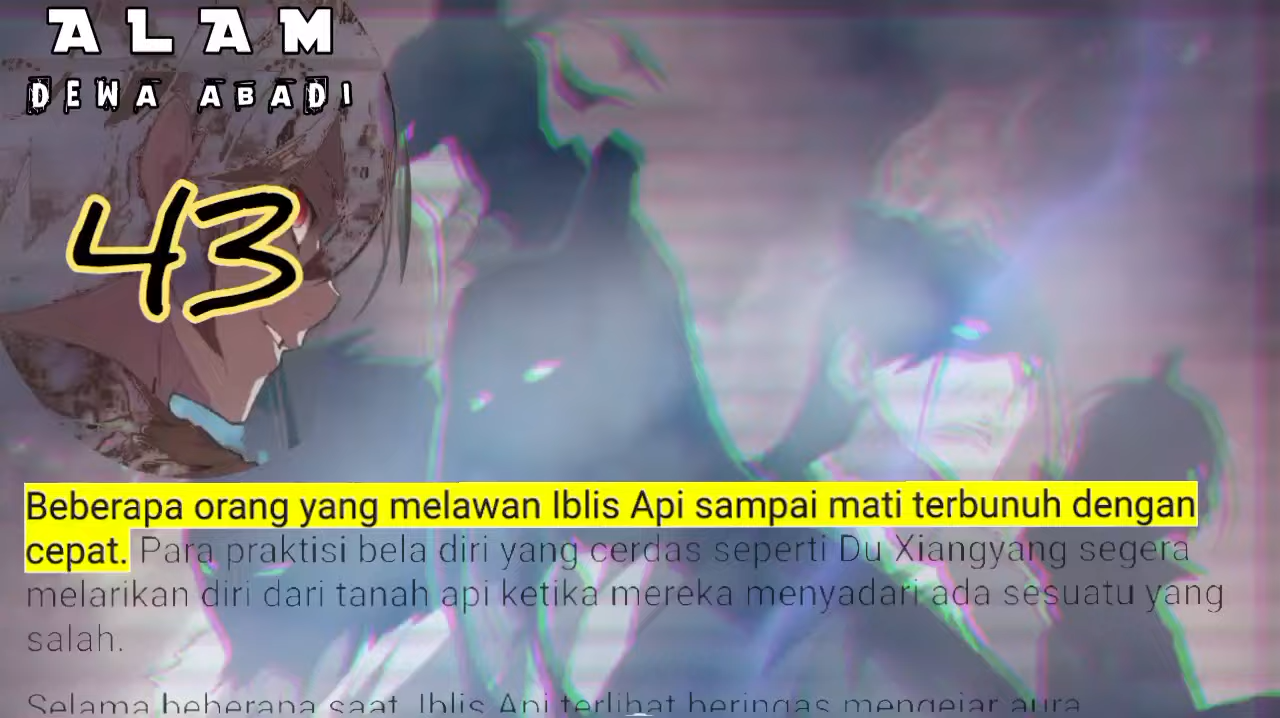 ALAM
DEWA ABADI
43
Beberapa orang yang melawan Iblis Api sampai mati terbunuh dengan
cepat. Para praktisi bela diri yang cerdas seperti Du Xiangyang segera
melarikan diri dari tanah api ketika mereka menyadari ada sesuatu yang
salah.
Selama beberapa saat, Iblis Api terlihat beringas mengejar aura